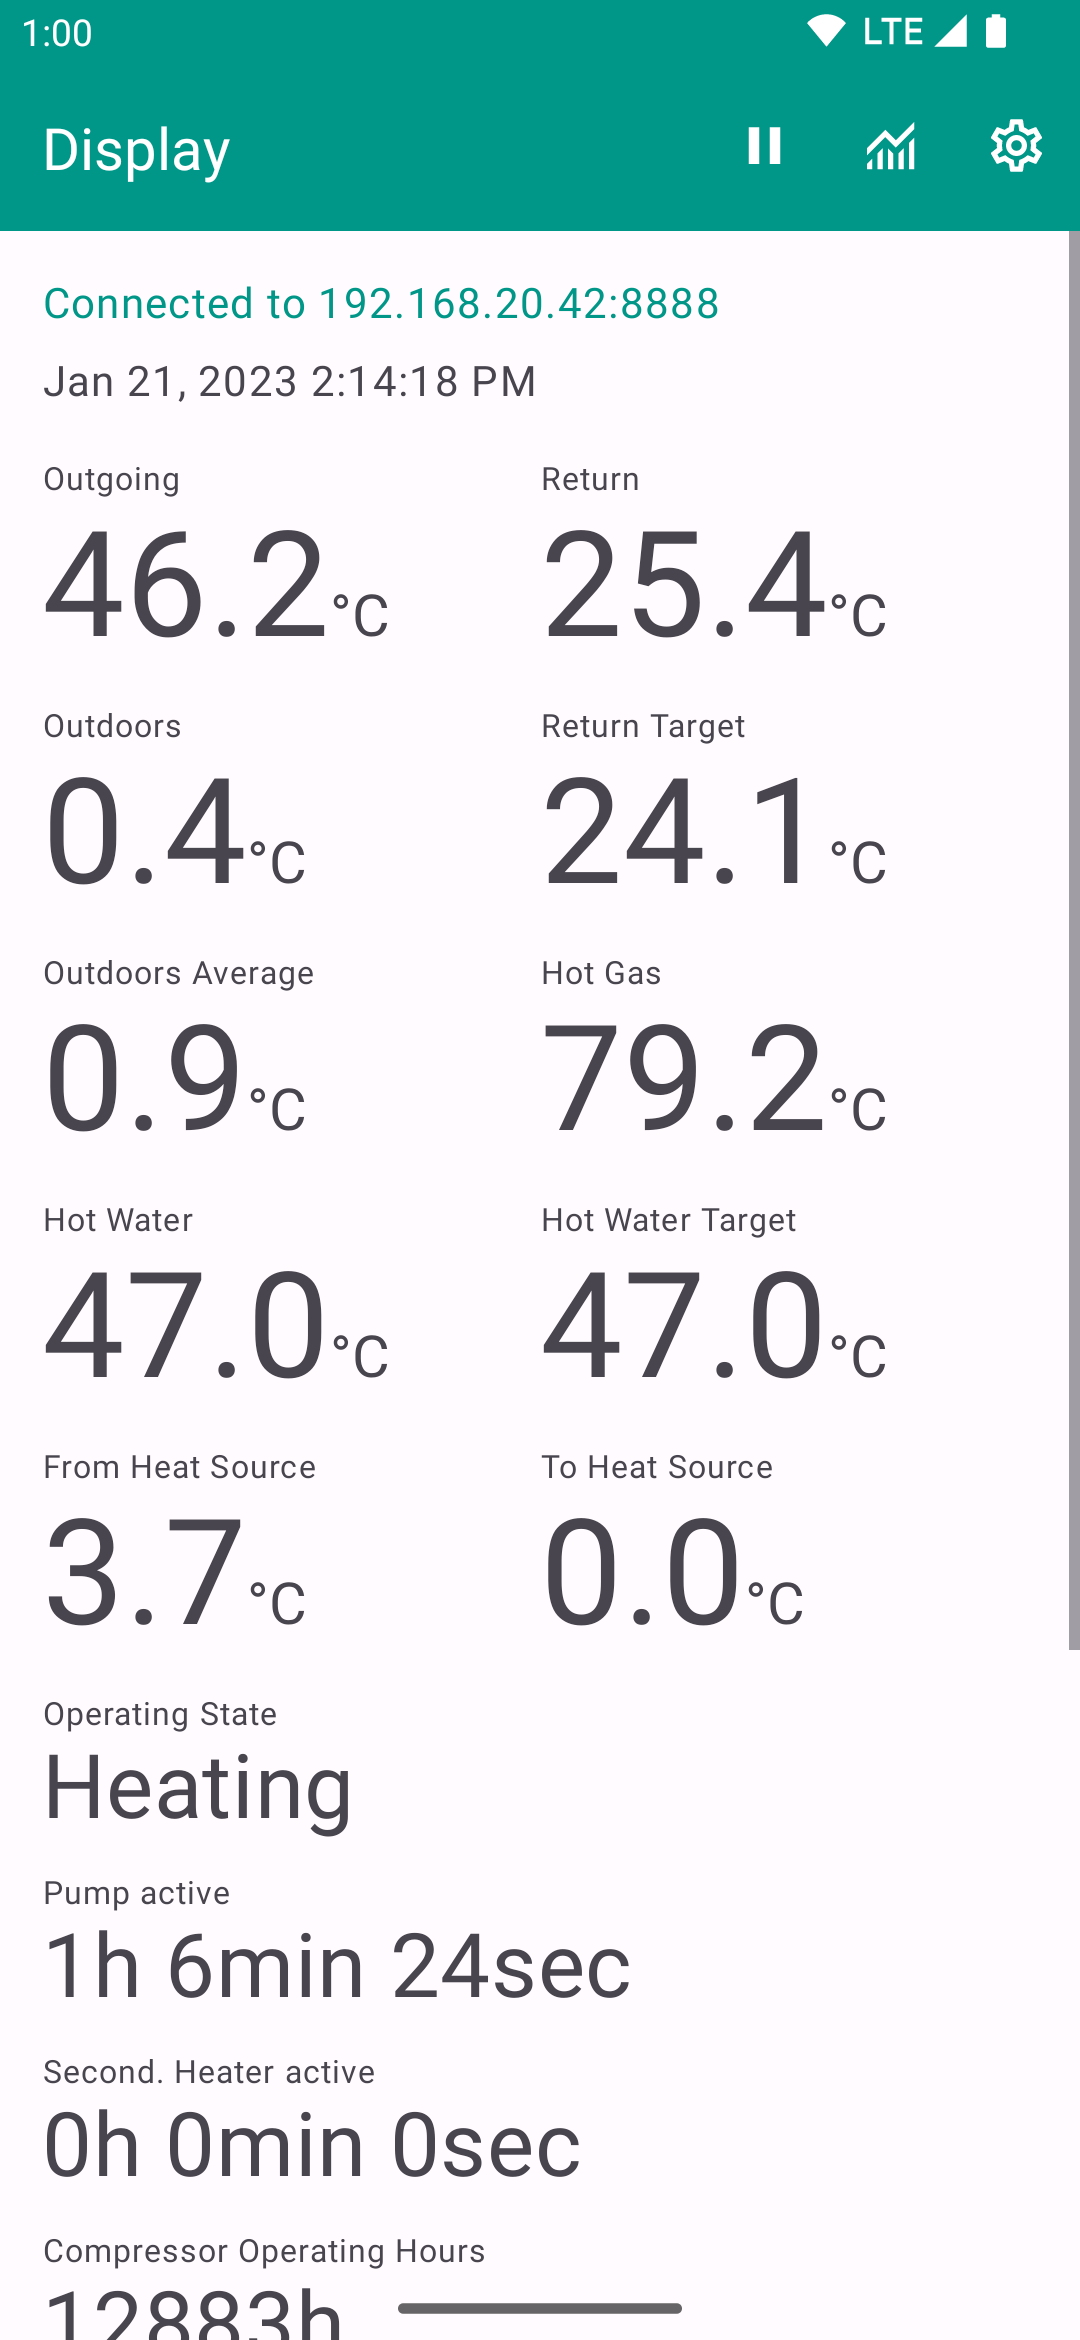 1:00 LTE
Display
Connected to 192.168.20.42:8888
Jan 21, 2023 2:14:18 PM
Outgoing Return
46.2°C 25.4°C
Outdoors Return Target
0.4°C 24.1°C
Outdoors Average Hot Gas
0.9°C 79.2°C
Hot Water Hot Water Target
47.0°C 47.0°C
From Heat Source To Heat Source
3.7°C 0.0°C
Operating State
Heating
Pump active
1h 6min 24sec
Second. Heater active
0h 0min 0sec
Compressor Operating Hours
12883h